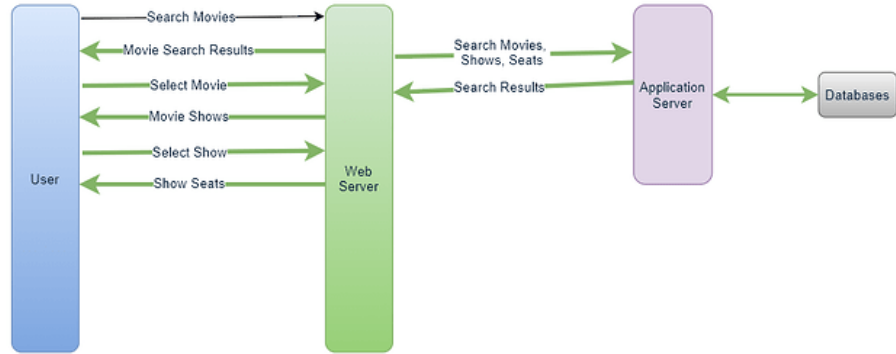 Search Movies
Movie Search Results
Search Movies,
Shows, Seats
Select Movie
Search Results
Application
Server
Databases
Movie Shows
Select Show
User
Web
Server
Show Seats